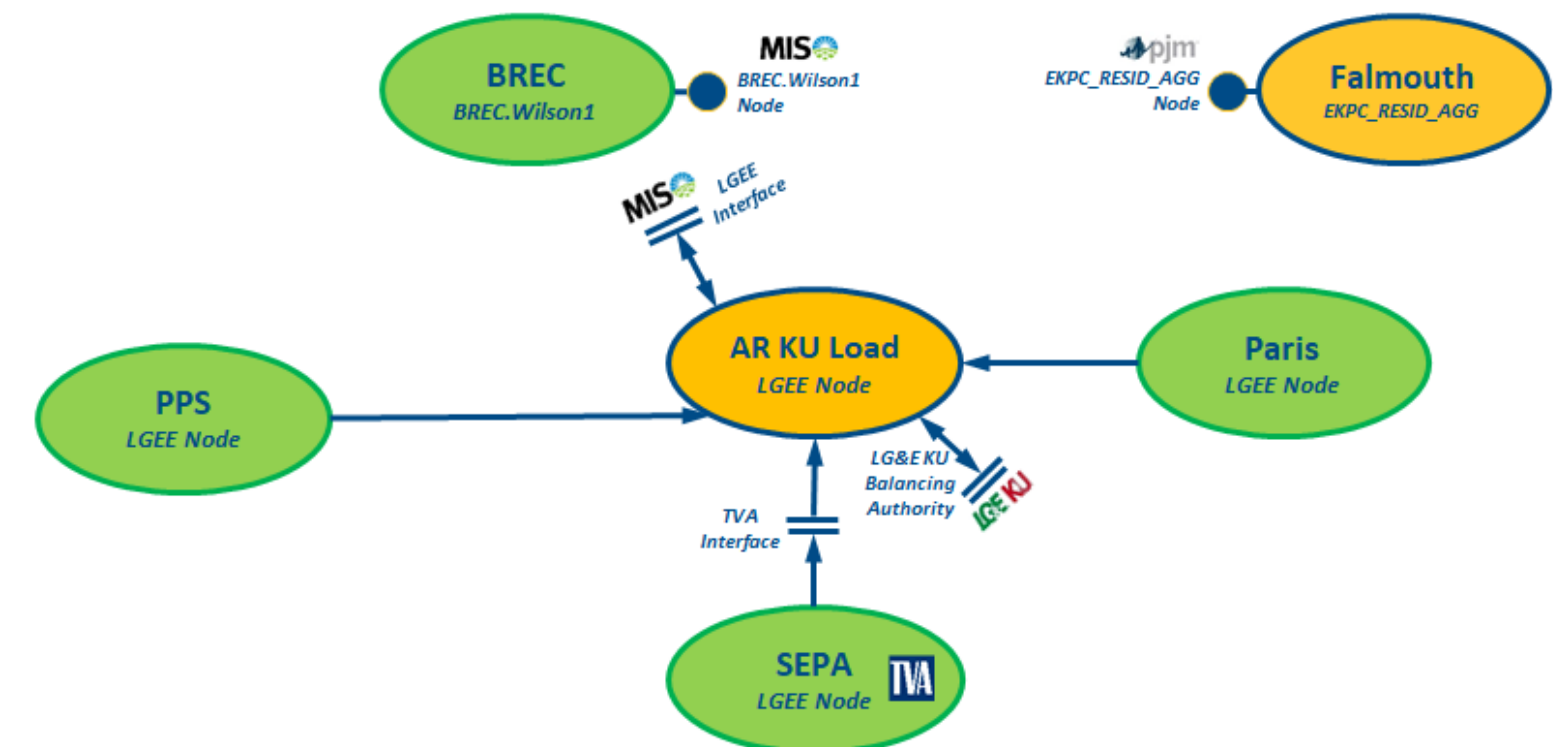 BREC
BREC.Wilson1
MISO
BREC.Wilson1
Node
pjm
EKPC_RESID_AGG
Node
Falmouth
EKPC_RESID_AGG
MISO
LGEE
Interface
AR KU Load
LGEE Node
Paris
LGEE Node
PPS
LGEE Node
LG&E KU
Balancing
Authority
LG&E KU
TVA
Interface
SEPA
LGEE Node
TVA